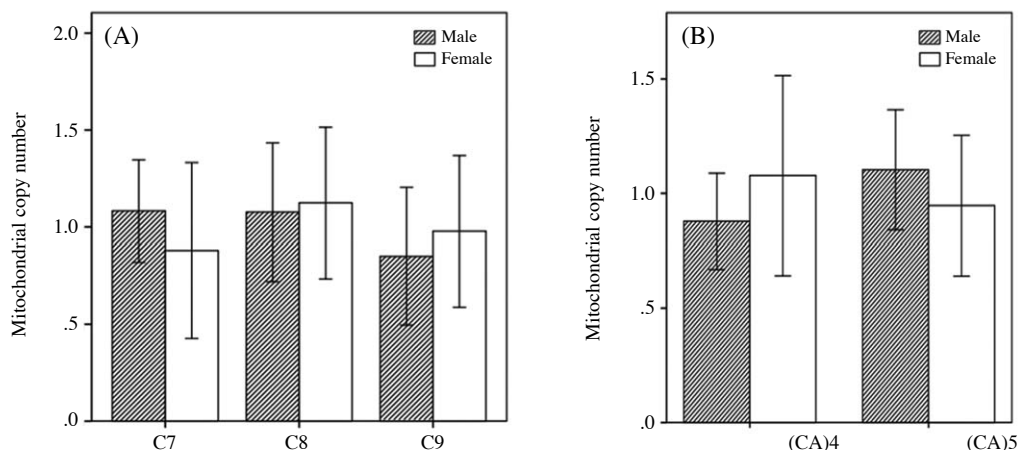 (A)
Male
Female
Mitochondrial copy number
2.0
1.5
1.0
.5
.0
C7 C8 C9
(B)
Male
Female
Mitochondrial copy number
1.5
1.0
.5
.0
(CA)4 (CA)5